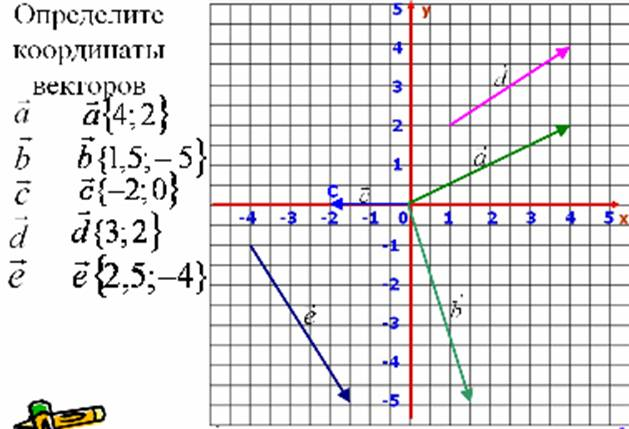 Определите
координаты
векторов
a⃗ a⃗{4; 2}
b⃗ b⃗{1,5; −5}
c⃗ c⃗{−2; 0}
d⃗ d⃗{3; 2}
e⃗ e⃗{2,5; −4}
y
5
4
3
2
1
-4 -3 -2 -1 0 1 2 3 4 5 x
-1
-2
-3
-4
-5
d⃗
a⃗
C c⃗
e⃗
b⃗